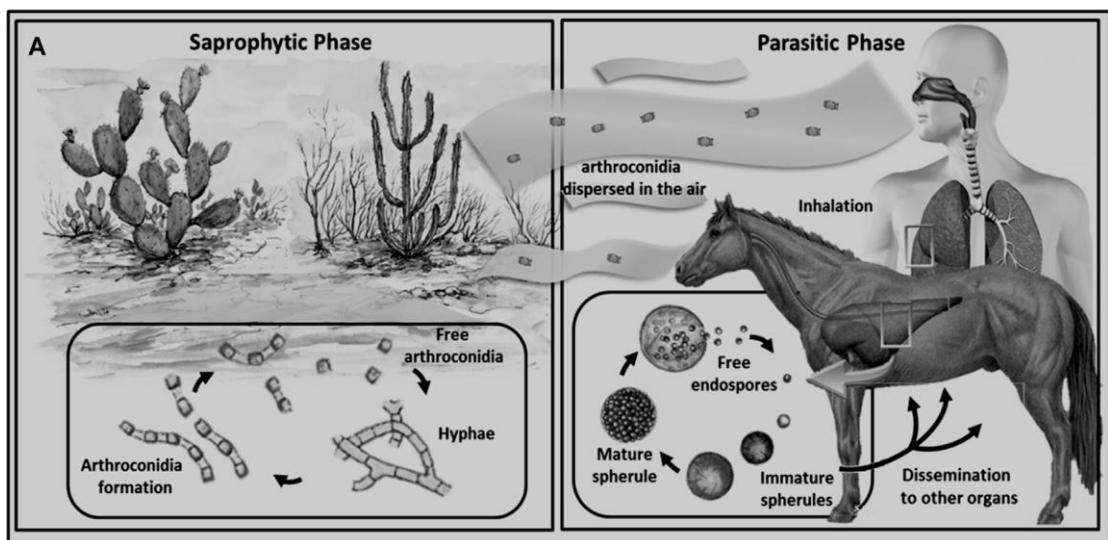 A
Saprophytic Phase
Free
arthroconidia
Hyphae
Arthroconidia
formation
Parasitic Phase
arthroconidia
dispersed in the air
Inhalation
Free
endospores
Mature
spherule
Immature
spherules
Dissemination
to other organs